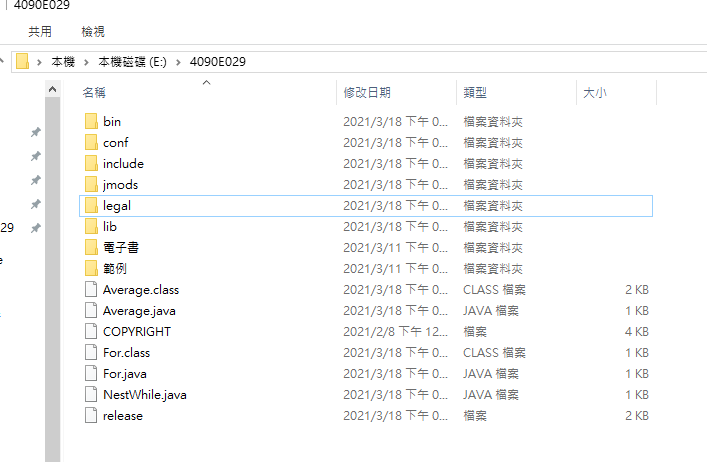 4090E029
共用 檢視
本機 本機磁碟 (E:) 4090E029
名稱 修改日期 類型 大小
bin 2021/3/18 下午 0... 檔案資料夾
conf 2021/3/18 下午 0... 檔案資料夾
include 2021/3/18 下午 0... 檔案資料夾
jmods 2021/3/18 下午 0... 檔案資料夾
legal 2021/3/18 下午 0... 檔案資料夾
lib 2021/3/18 下午 0... 檔案資料夾
29
電子書 2021/3/11 下午 0... 檔案資料夾
e
範例 2021/3/11 下午 0... 檔案資料夾
Average.class 2021/3/18 下午 0... CLASS 檔案 2 KB
Average.java 2021/3/18 下午 0... JAVA 檔案 1 KB
COPYRIGHT 2021/2/8 下午 12... 檔案 4 KB
For.class 2021/3/18 下午 0... CLASS 檔案 1 KB
For.java 2021/3/18 下午 0... JAVA 檔案 1 KB
NestWhile.java 2021/3/18 下午 0... JAVA 檔案 1 KB
release 2021/3/18 下午 0... 檔案 2 KB